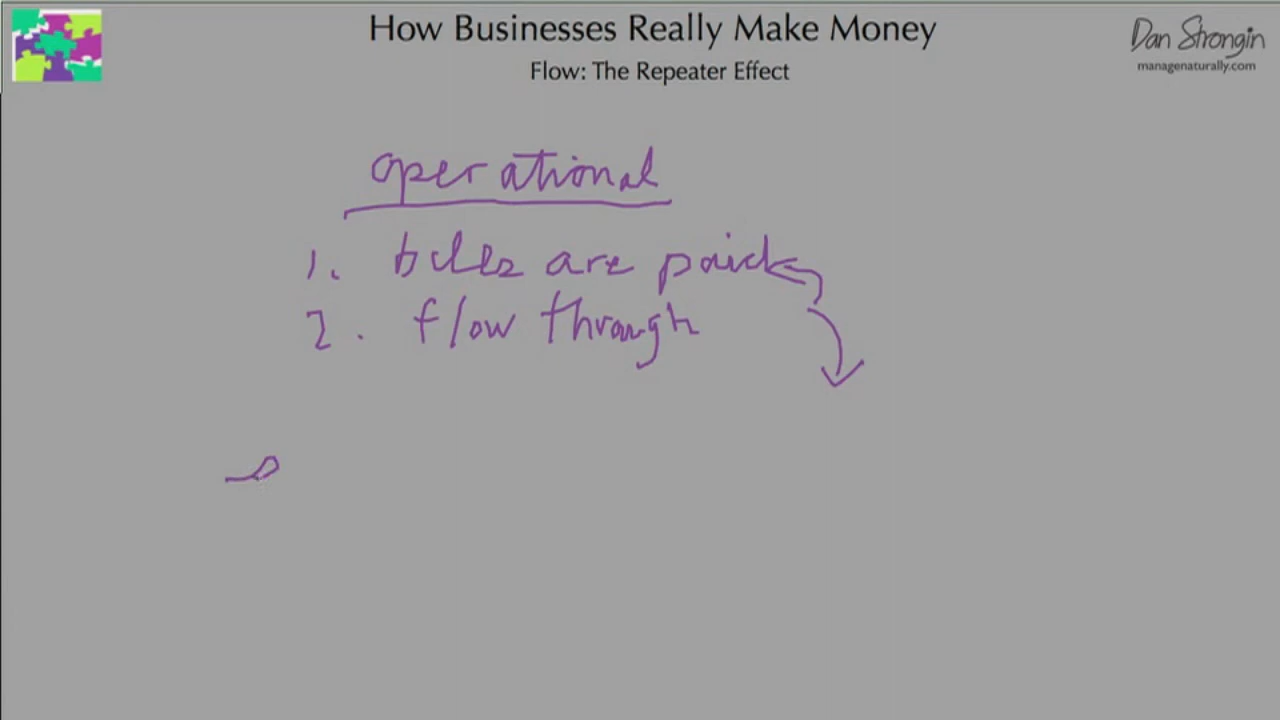 How Businesses Really Make Money
Flow: The Repeater Effect
Dan Strongin
managenaturally.com
operational
1. bills are paid
2. flow through